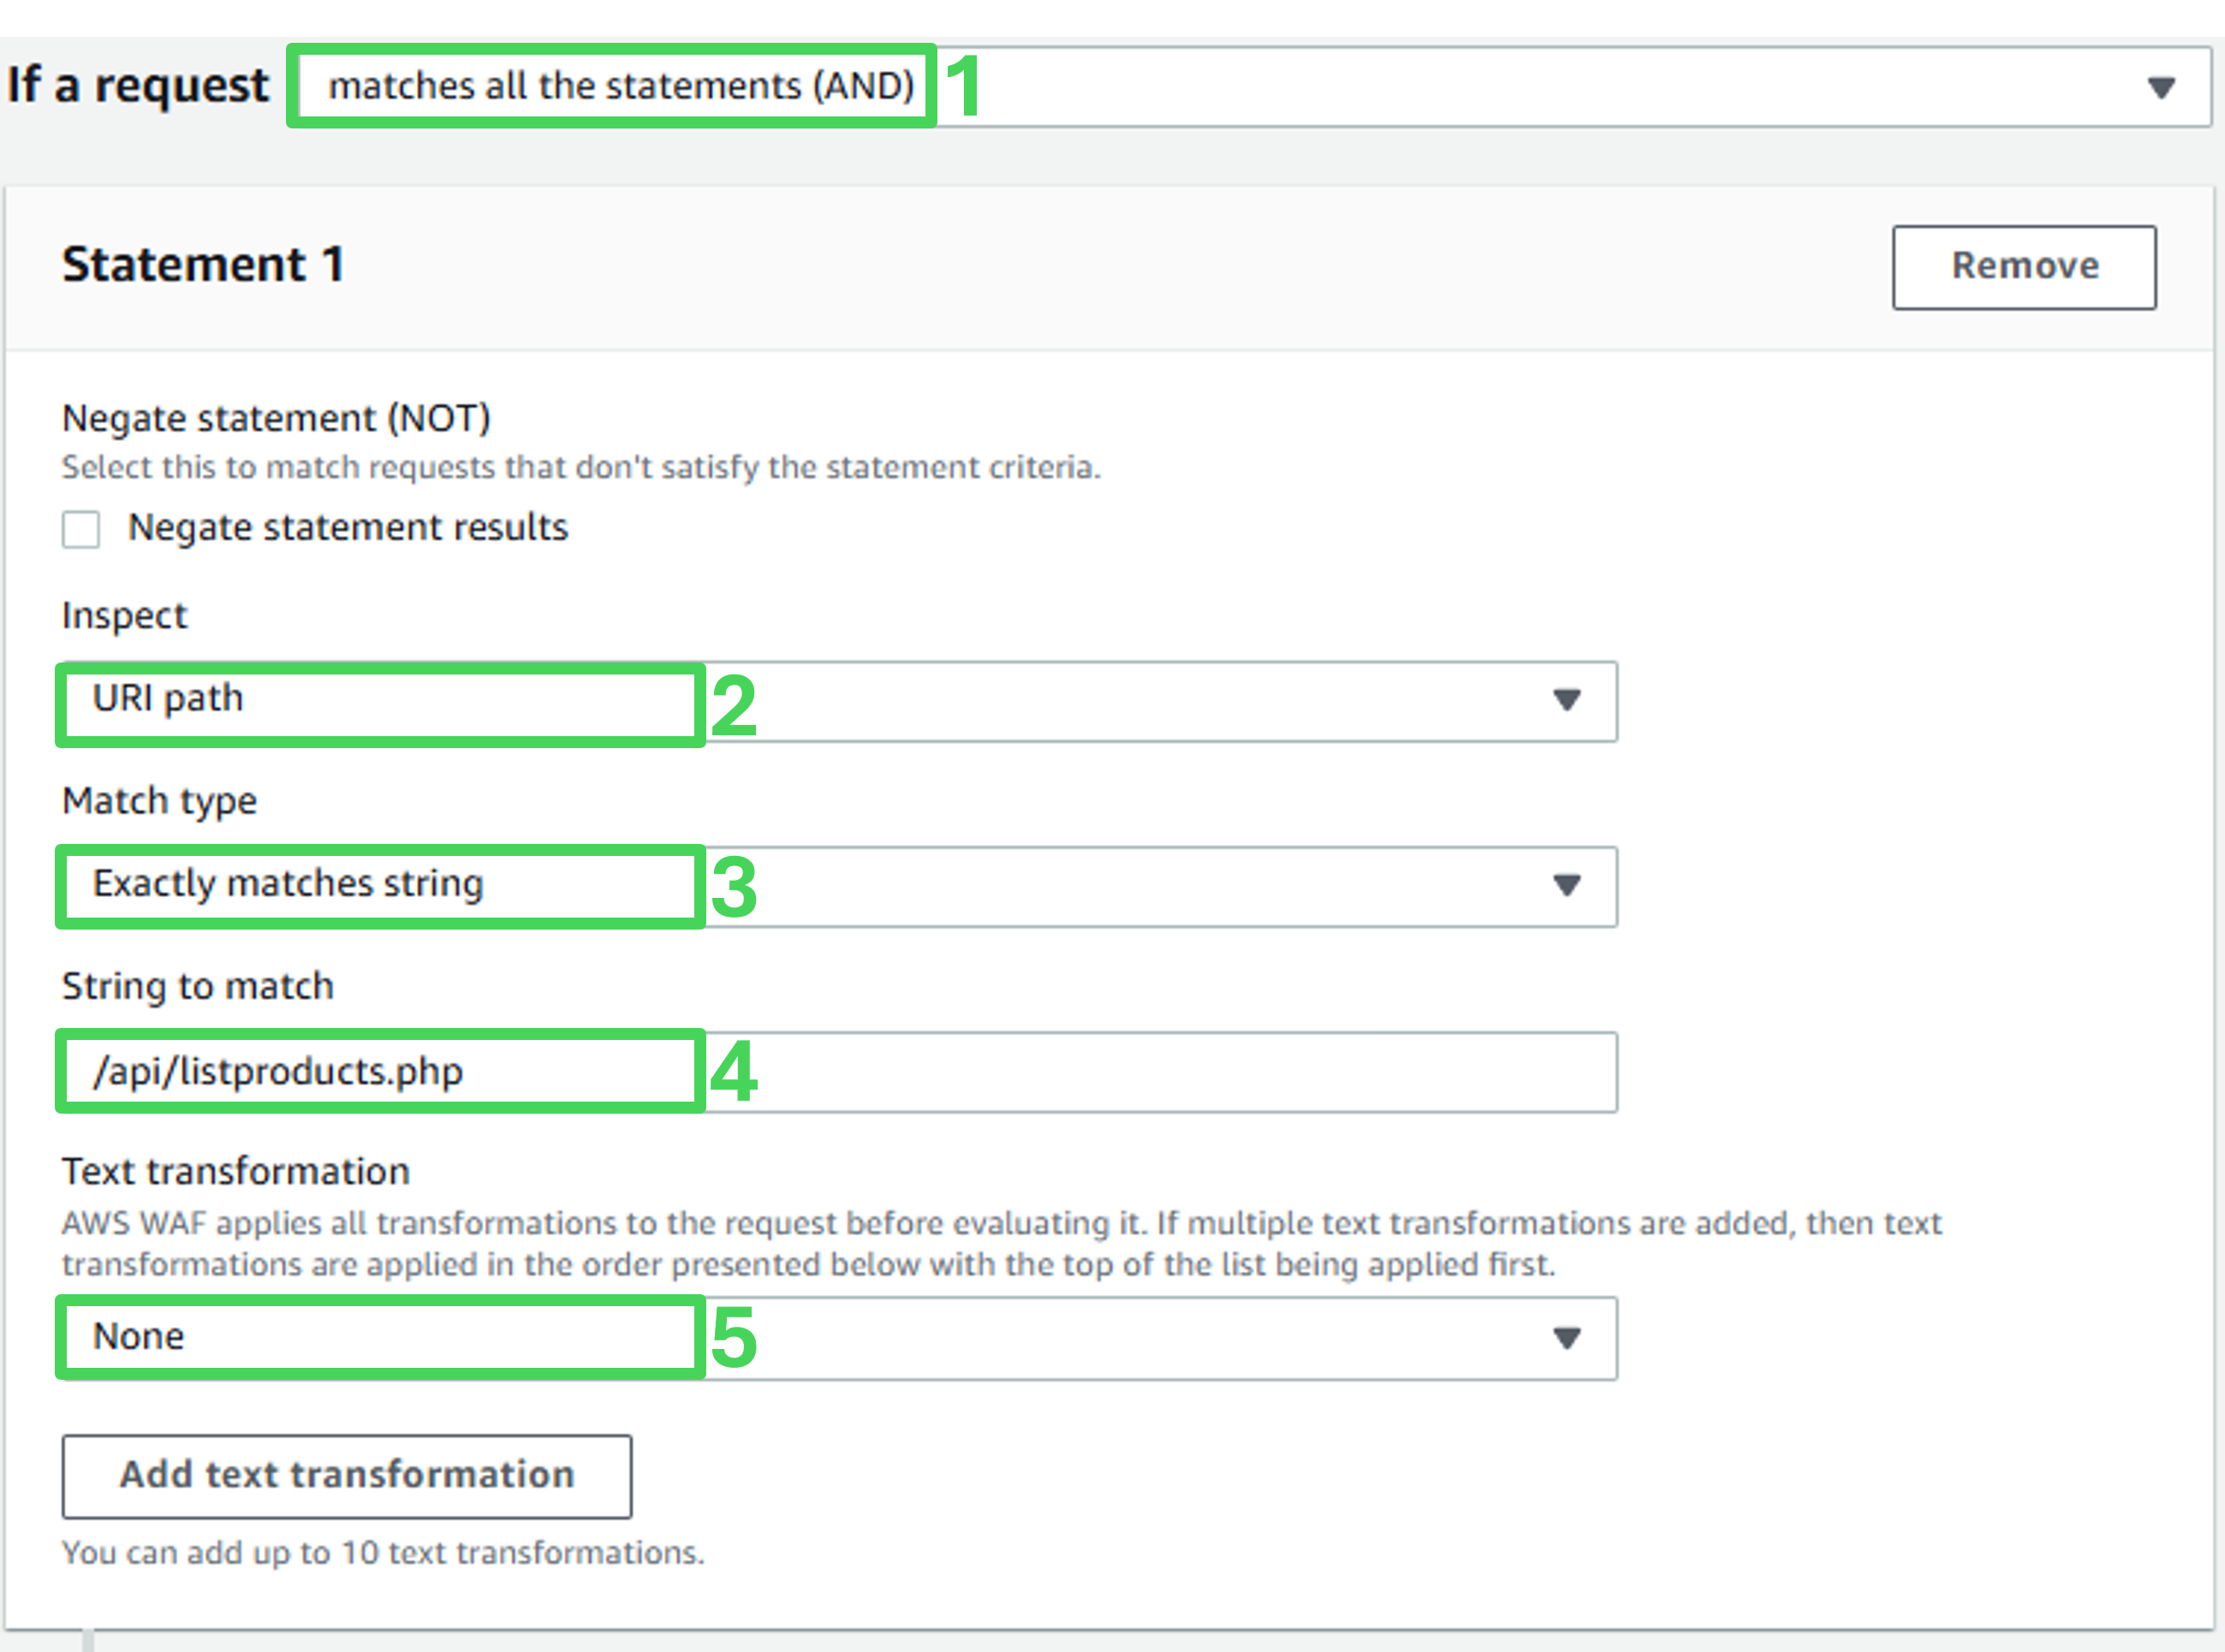 If a request matches all the statements (AND) 1
Statement 1
Remove
Negate statement (NOT)
Select this to match requests that don't satisfy the statement criteria.
Negate statement results
Inspect
URI path 2
Match type
Exactly matches string 3
String to match
/api/listproducts.php 4
Text transformation
AWS WAF applies all transformations to the request before evaluating it. If multiple text transformations are added, then text
transformations are applied in the order presented below with the top of the list being applied first.
None 5
Add text transformation
You can add up to 10 text transformations.